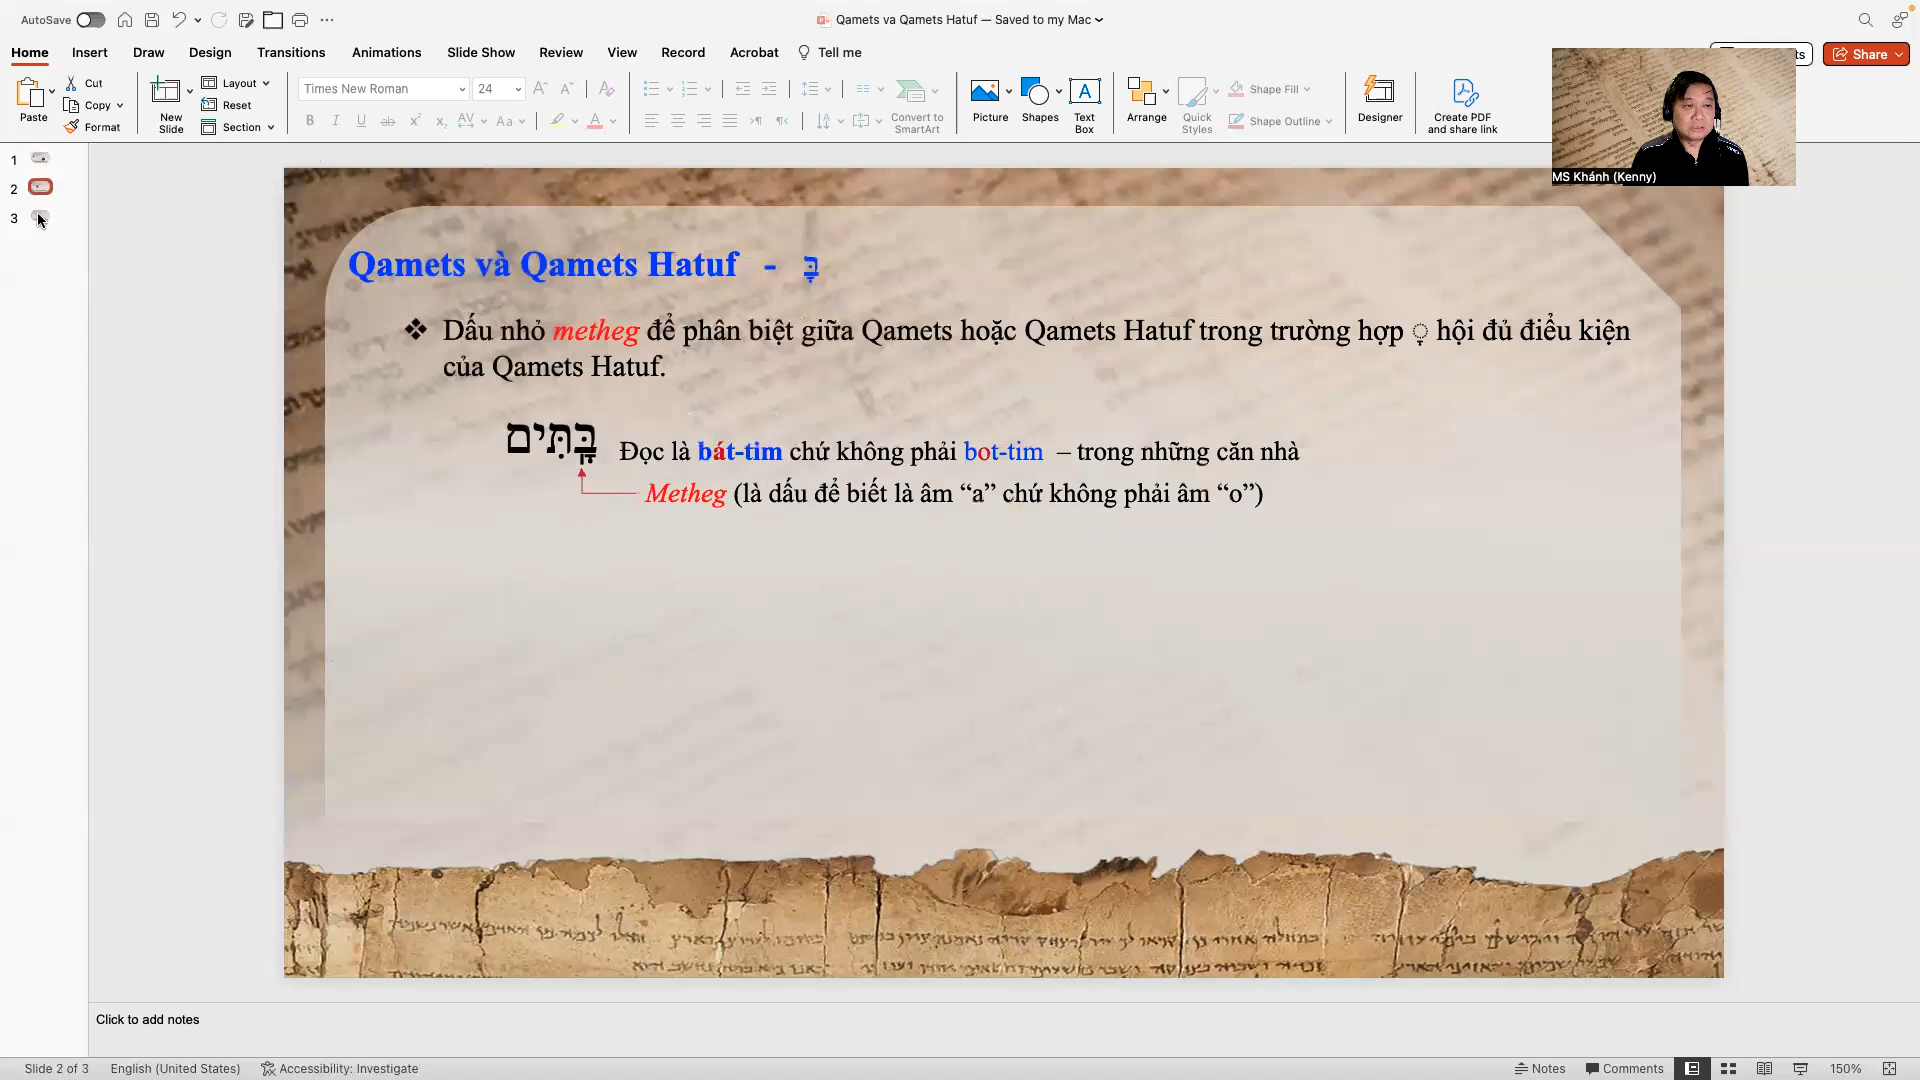 AutoSave
Qamets va Qamets Hatuf — Saved to my Mac
Home Insert Draw Design Transitions Animations Slide Show Review View Record Acrobat Tell me
Share
Paste
Cut
Copy
Format
New Slide
Layout
Reset
Section
Times New Roman 24
Convert to SmartArt
Picture
Shapes
Text Box
Arrange
Quick Styles
Shape Fill
Shape Outline
Designer
Create PDF and share link
MS Khánh (Kenny)
1
2
3
Qamets và Qamets Hatuf - בָּ
❖ Dấu nhỏ metheg để phân biệt giữa Qamets hoặc Qamets Hatuf trong trường hợp ◌ָ hội đủ điều kiện
của Qamets Hatuf.
בָּֽתִּים Đọc là bát-tim chứ không phải bot-tim – trong những căn nhà
Metheg (là dấu để biết là âm “a” chứ không phải âm “o”)
Click to add notes
Slide 2 of 3 English (United States) Accessibility: Investigate Notes Comments 150%